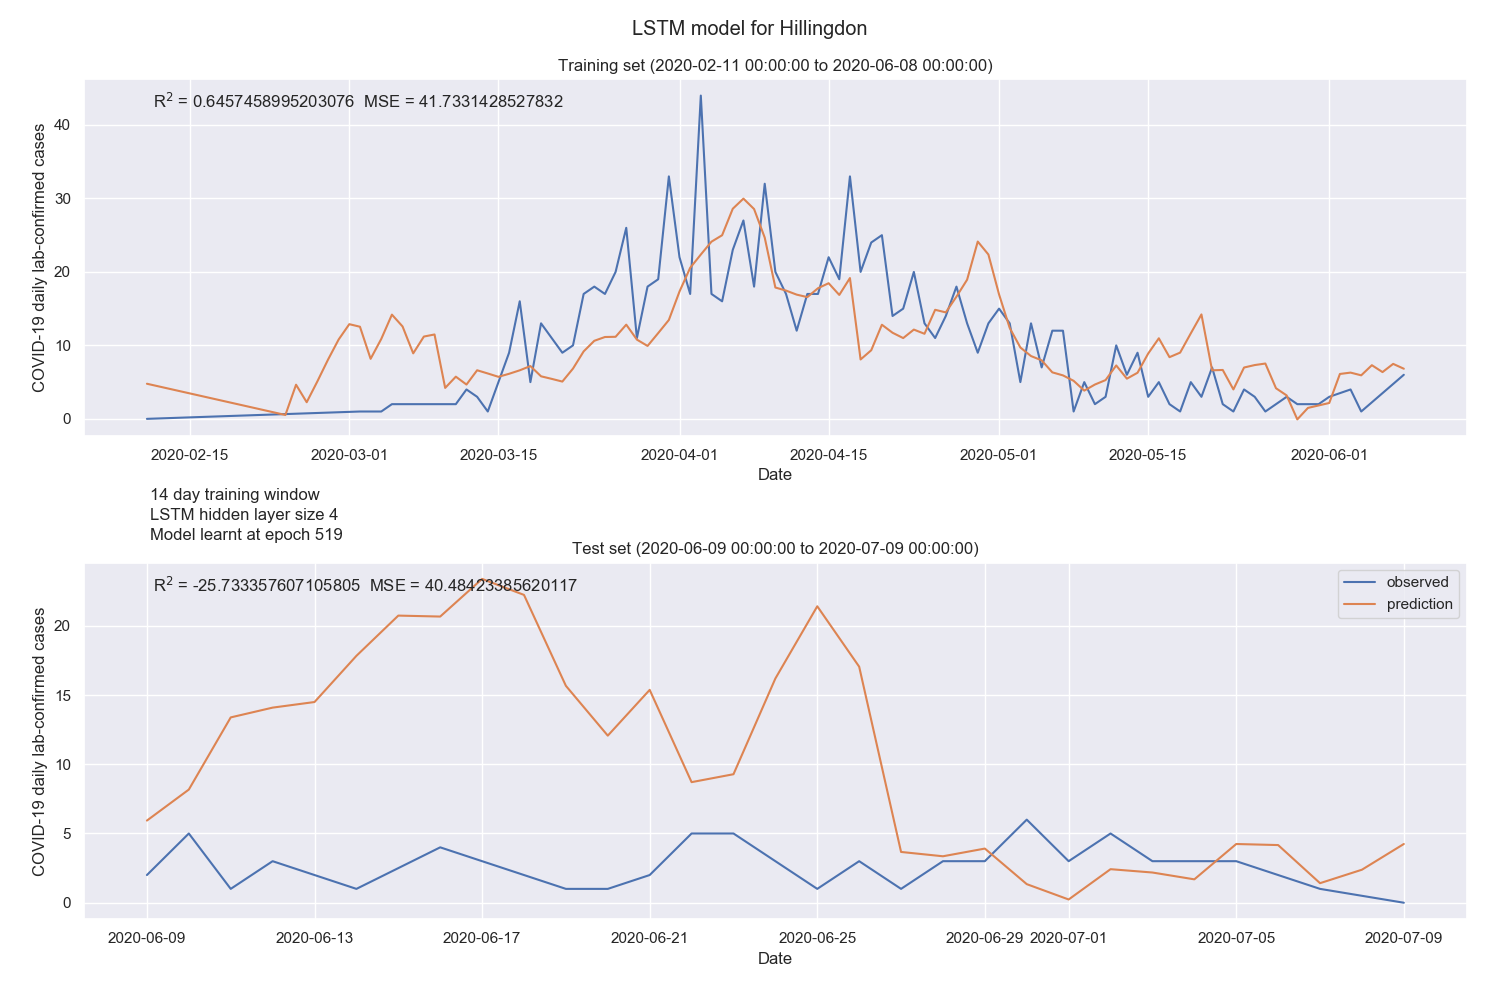 LSTM model for Hillingdon
Training set (2020-02-11 00:00:00 to 2020-06-08 00:00:00)
R² = 0.6457458995203076 MSE = 41.7331428527832
COVID-19 daily lab-confirmed cases
40
30
20
10
0
2020-02-15 2020-03-01 2020-03-15 2020-04-01 2020-04-15 2020-05-01 2020-05-15 2020-06-01
Date
14 day training window
LSTM hidden layer size 4
Model learnt at epoch 519
Test set (2020-06-09 00:00:00 to 2020-07-09 00:00:00)
R² = -25.733357607105805 MSE = 40.48423385620117
observed
prediction
COVID-19 daily lab-confirmed cases
20
15
10
5
0
2020-06-09 2020-06-13 2020-06-17 2020-06-21 2020-06-25 2020-06-29 2020-07-01 2020-07-05 2020-07-09
Date